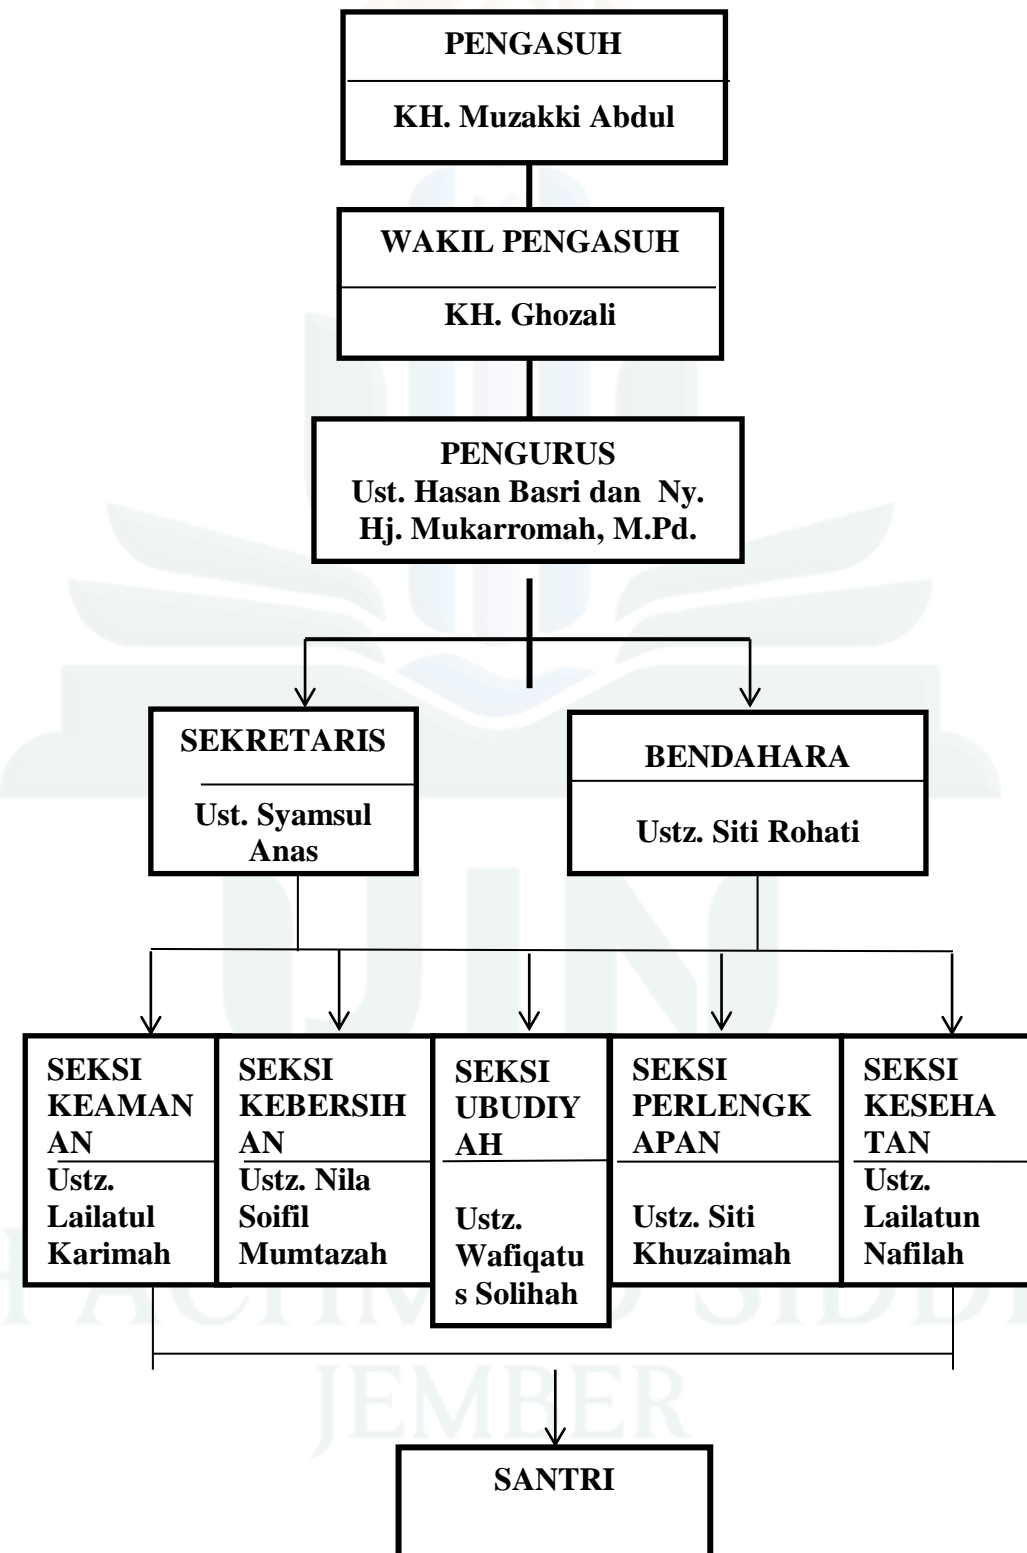 PENGASUH
KH. Muzakki Abdul
WAKIL PENGASUH
KH. Ghozali
PENGURUS
Ust. Hasan Basri dan Ny.
Hj. Mukarromah, M.Pd.
SEKRETARIS
Ust. Syamsul
Anas
BENDAHARA
Ustz. Siti Rohati
SEKSI
KEAMAN
AN
Ustz.
Lailatul
Karimah
SEKSI
KEBERSIH
AN
Ustz. Nila
Soifil
Mumtazah
SEKSI
UBUDIY
AH
Ustz.
Wafiqatu
s Solihah
SEKSI
PERLENGK
APAN
Ustz. Siti
Khuzaimah
SEKSI
KESEHA
TAN
Ustz.
Lailatun
Nafilah
SANTRI
UIN
JEMBER